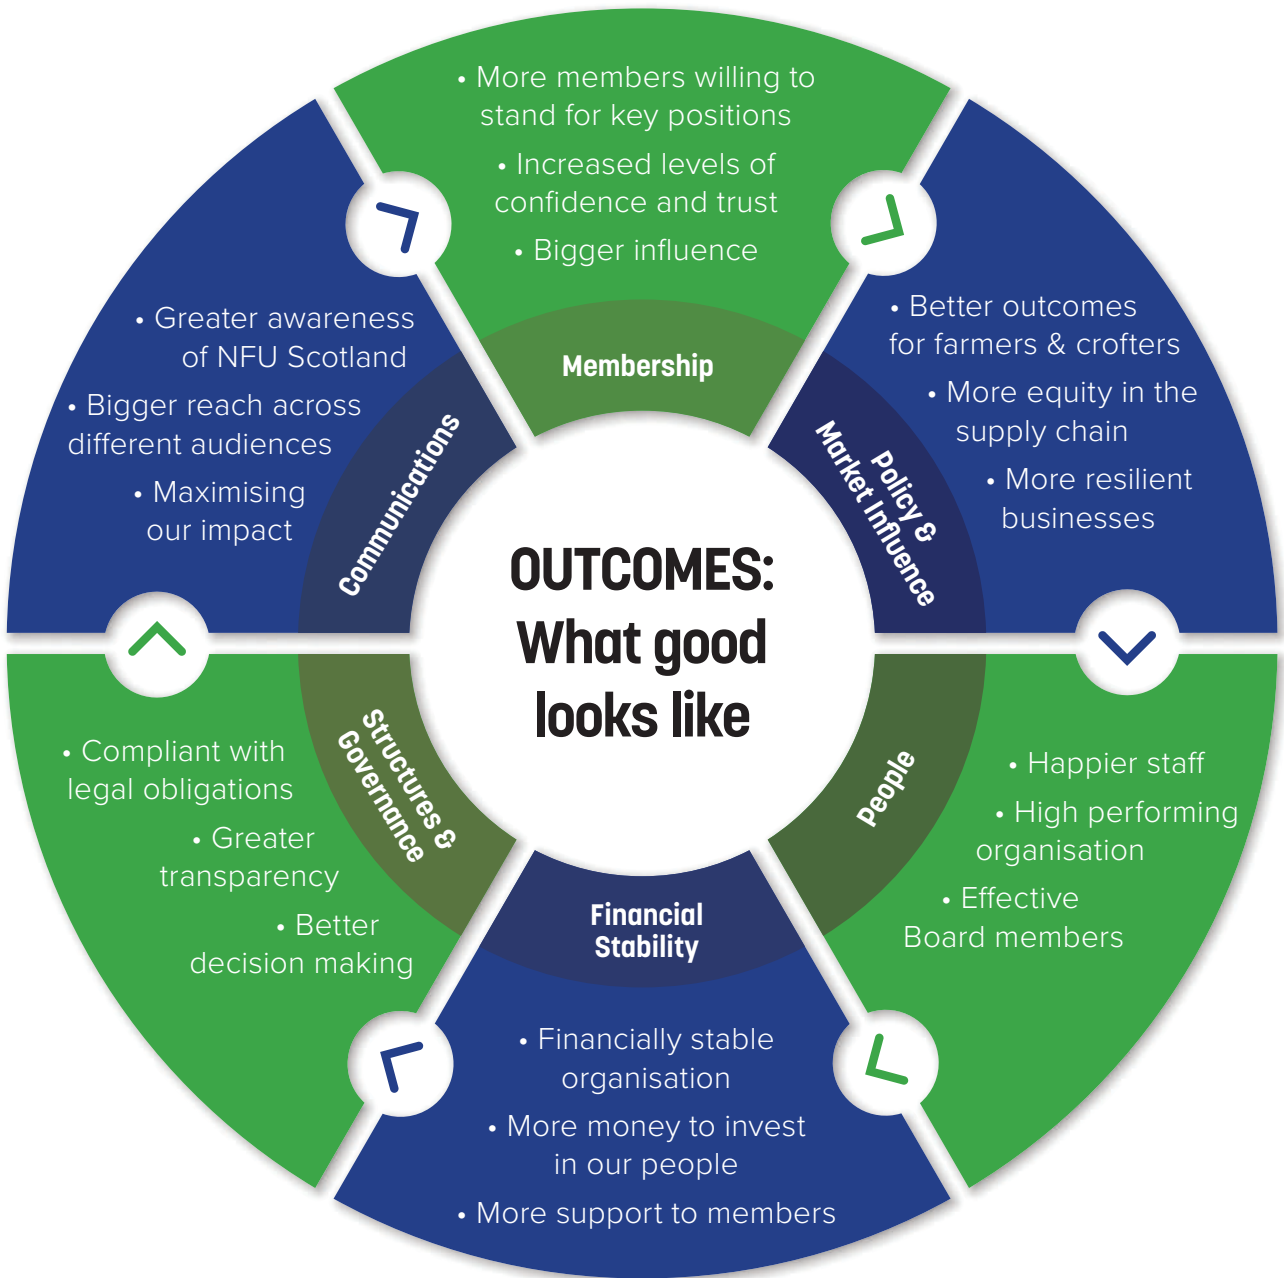 OUTCOMES:
What good
looks like
• More members willing to
stand for key positions
• Increased levels of
confidence and trust
• Bigger influence
Membership
• Better outcomes
for farmers & crofters
• More equity in the
supply chain
• More resilient
businesses
Policy &
Market Influence
• Happier staff
• High performing
organisation
• Effective
Board members
People
Financial
Stability
• Financially stable
organisation
• More money to invest
in our people
• More support to members
Structures &
Governance
• Compliant with
legal obligations
• Greater
transparency
• Better
decision making
Communications
• Greater awareness
of NFU Scotland
• Bigger reach across
different audiences
• Maximising
our impact